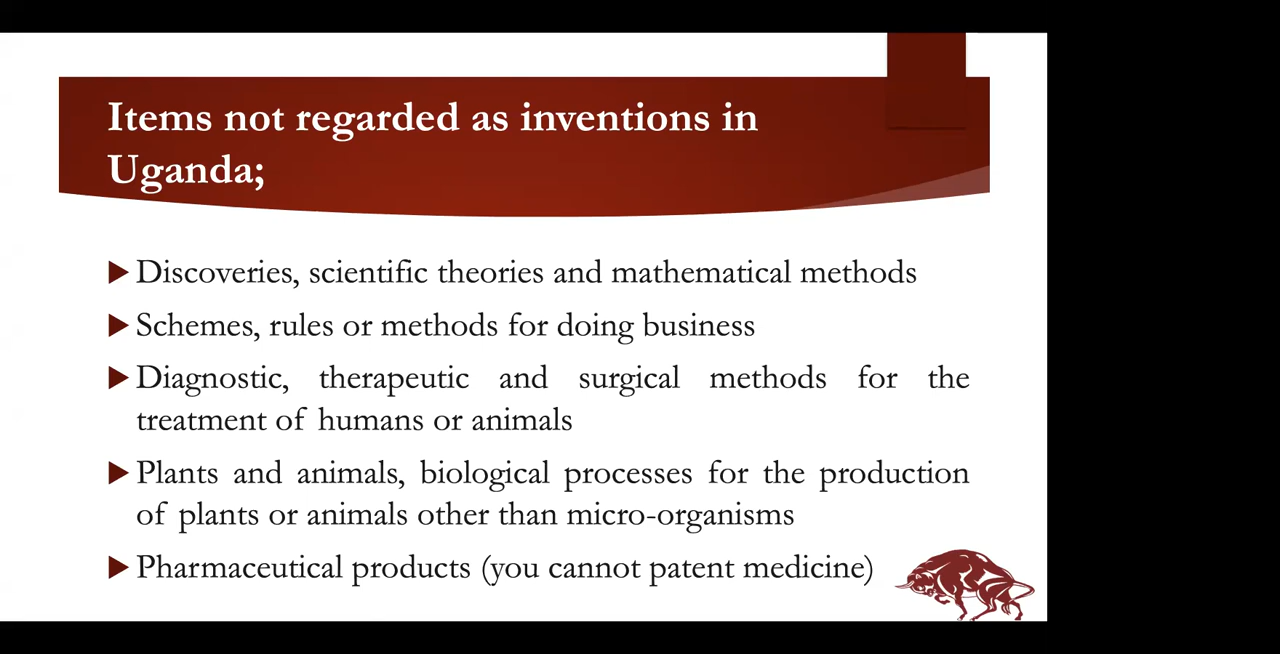 Items not regarded as inventions in
Uganda;
Discoveries, scientific theories and mathematical methods
Schemes, rules or methods for doing business
Diagnostic, therapeutic and surgical methods for the
treatment of humans or animals
Plants and animals, biological processes for the production
of plants or animals other than micro-organisms
Pharmaceutical products (you cannot patent medicine)